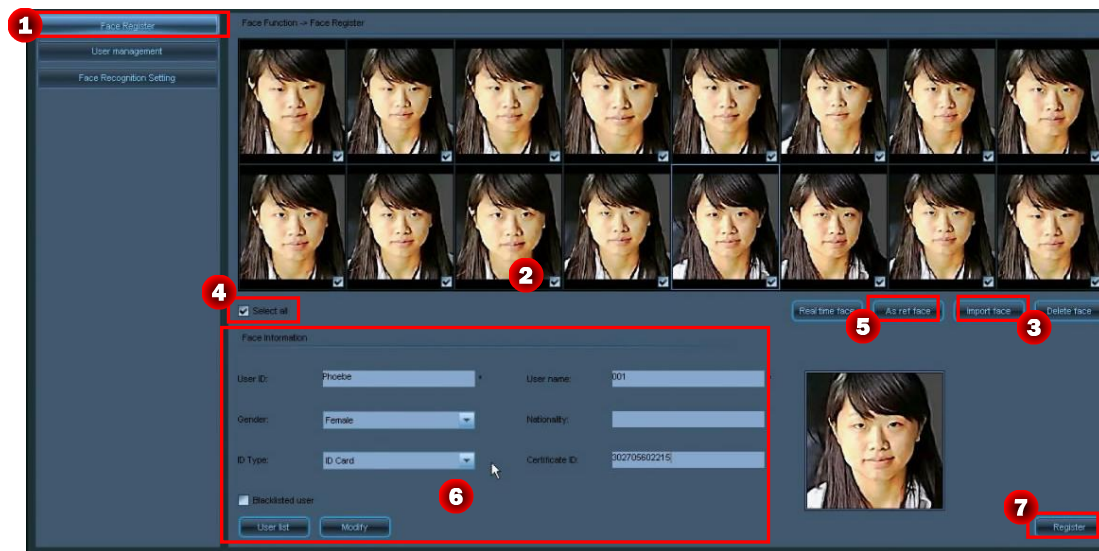 1
Face Register
Face Function -> Face Register
User management
Face Recognition Setting
2
4
Select all
Real time face
As ref face
Import face
Delete face
5
3
Face Information
User ID:
Phoebe
*
User name:
001
Gender:
Female
Nationality:
ID Type:
ID Card
Certificate ID:
302705602215
6
Blacklisted user
7
User list
Modify
Register